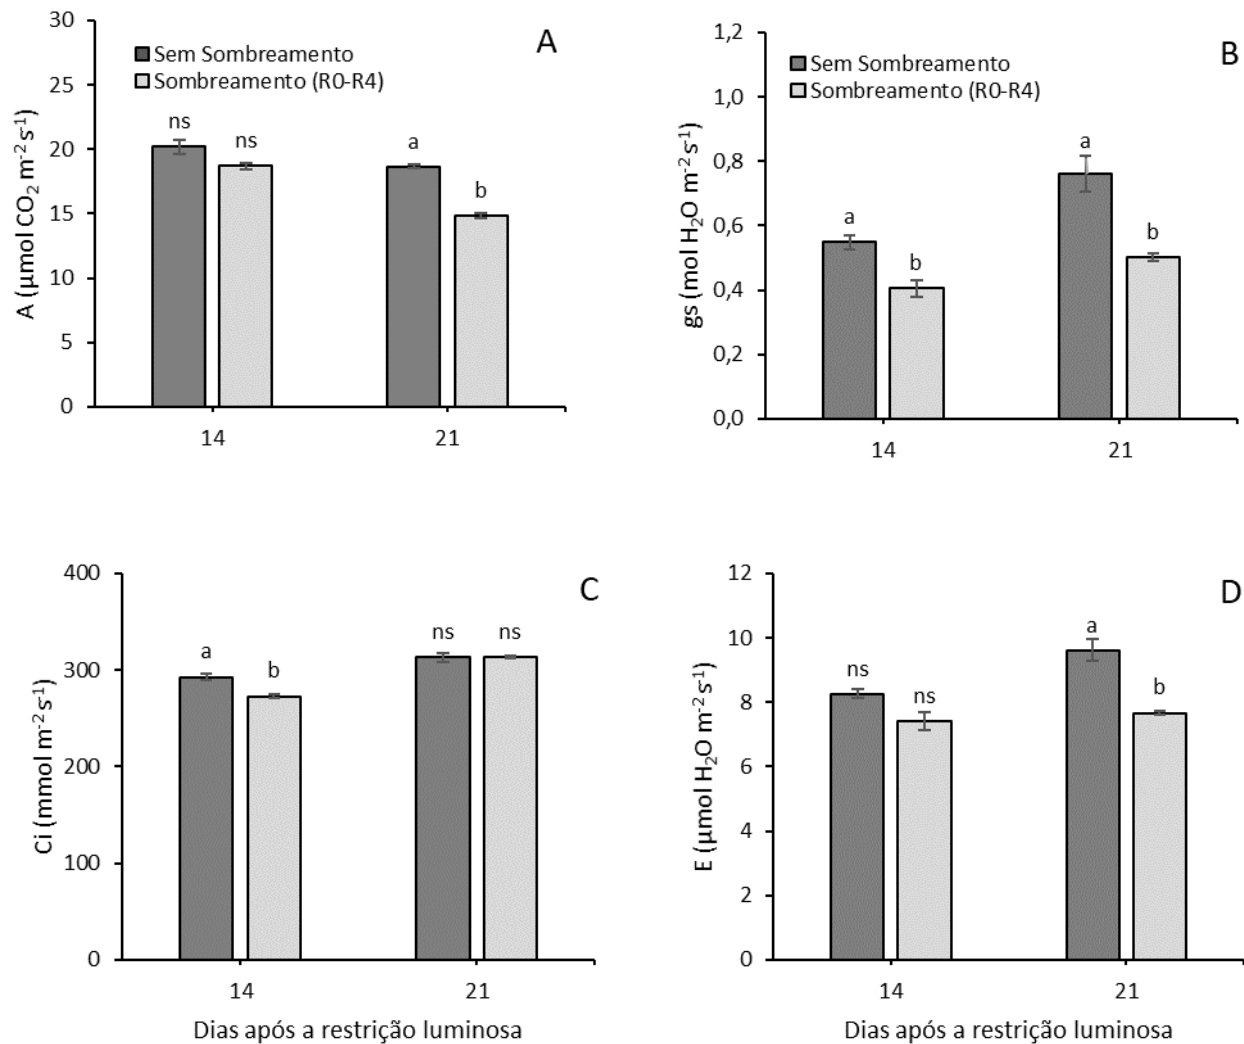 A
Sem Sombreamento
Sombreamento (R0-R4)
A (µmol CO₂ m⁻² s⁻¹)
30
25
20
15
10
5
0
ns
ns
a
b
14
21
B
Sem Sombreamento
Sombreamento (R0-R4)
gs (mol H₂O m⁻² s⁻¹)
1,2
1,0
0,8
0,6
0,4
0,2
0,0
a
b
a
b
14
21
C
Ci (mmol m⁻² s⁻¹)
400
300
200
100
0
a
b
ns
ns
14
21
Dias após a restrição luminosa
D
E (µmol H₂O m⁻² s⁻¹)
12
10
8
6
4
2
0
ns
ns
a
b
14
21
Dias após a restrição luminosa